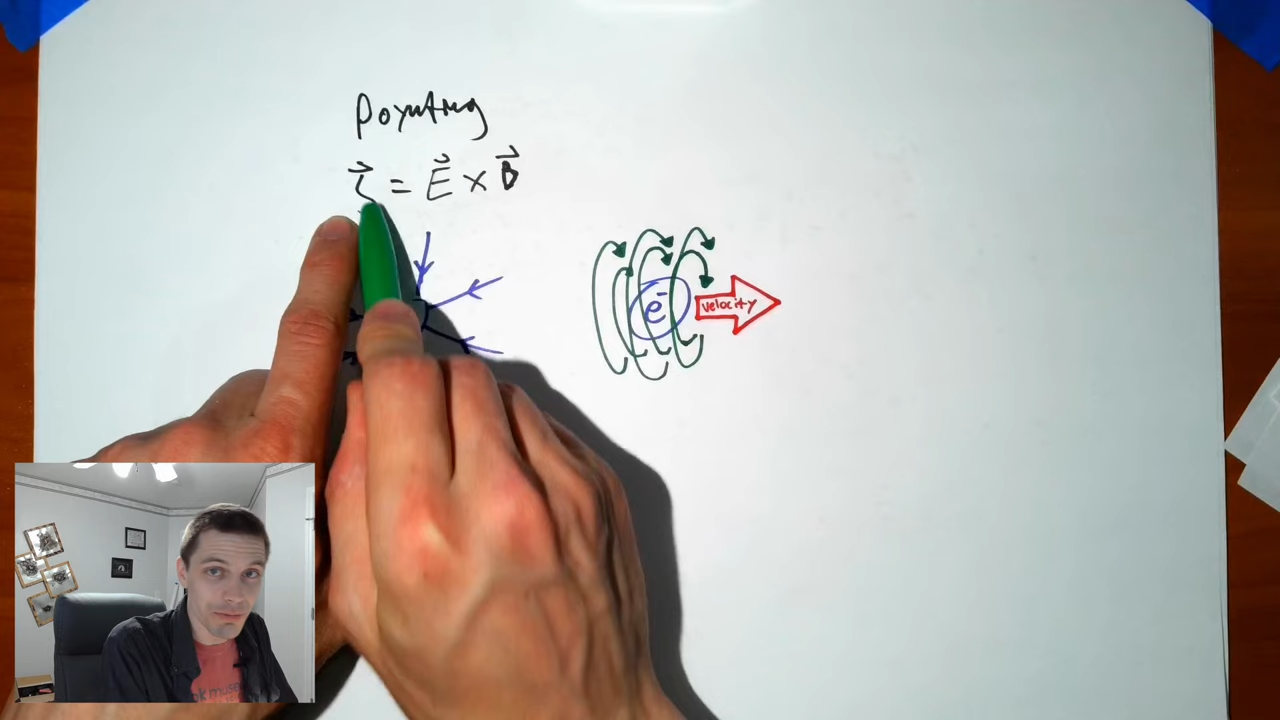 Poynting
= E⃗ × B⃗
e⁻
velocity